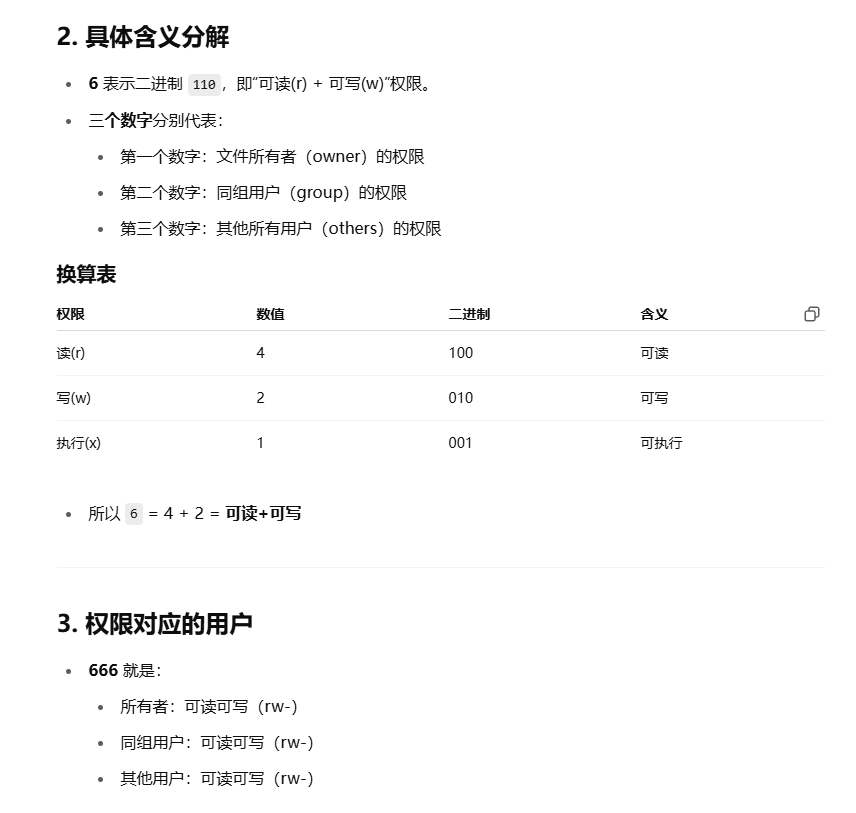 2. 具体含义分解
6 表示二进制 110，即“可读(r) + 可写(w)”权限。
三个数字分别代表：
第一个数字：文件所有者（owner）的权限
第二个数字：同组用户（group）的权限
第三个数字：其他所有用户（others）的权限
换算表
权限 数值 二进制 含义
读(r) 4 100 可读
写(w) 2 010 可写
执行(x) 1 001 可执行
所以 6 = 4 + 2 = 可读+可写
3. 权限对应的用户
666 就是：
所有者：可读可写（rw-）
同组用户：可读可写（rw-）
其他用户：可读可写（rw-）